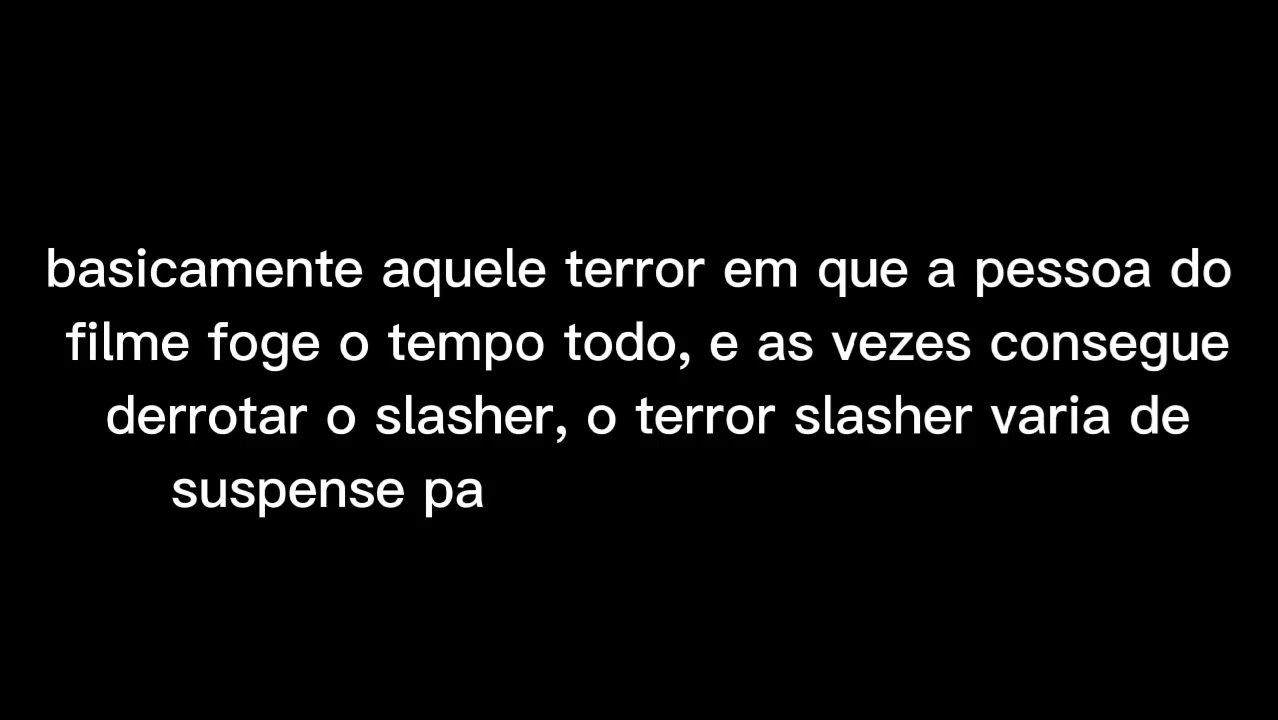 basicamente aquele terror em que a pessoa do
filme foge o tempo todo, e as vezes consegue
derrotar o slasher, o terror slasher varia de
suspense pa